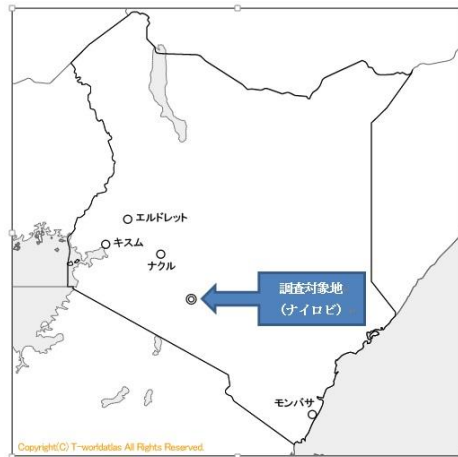 エルドレット
キスム
ナクル
調査対象地
（ナイロビ）
モンバサ
Copyright(C) T-worldatlas All Rights Reserved.